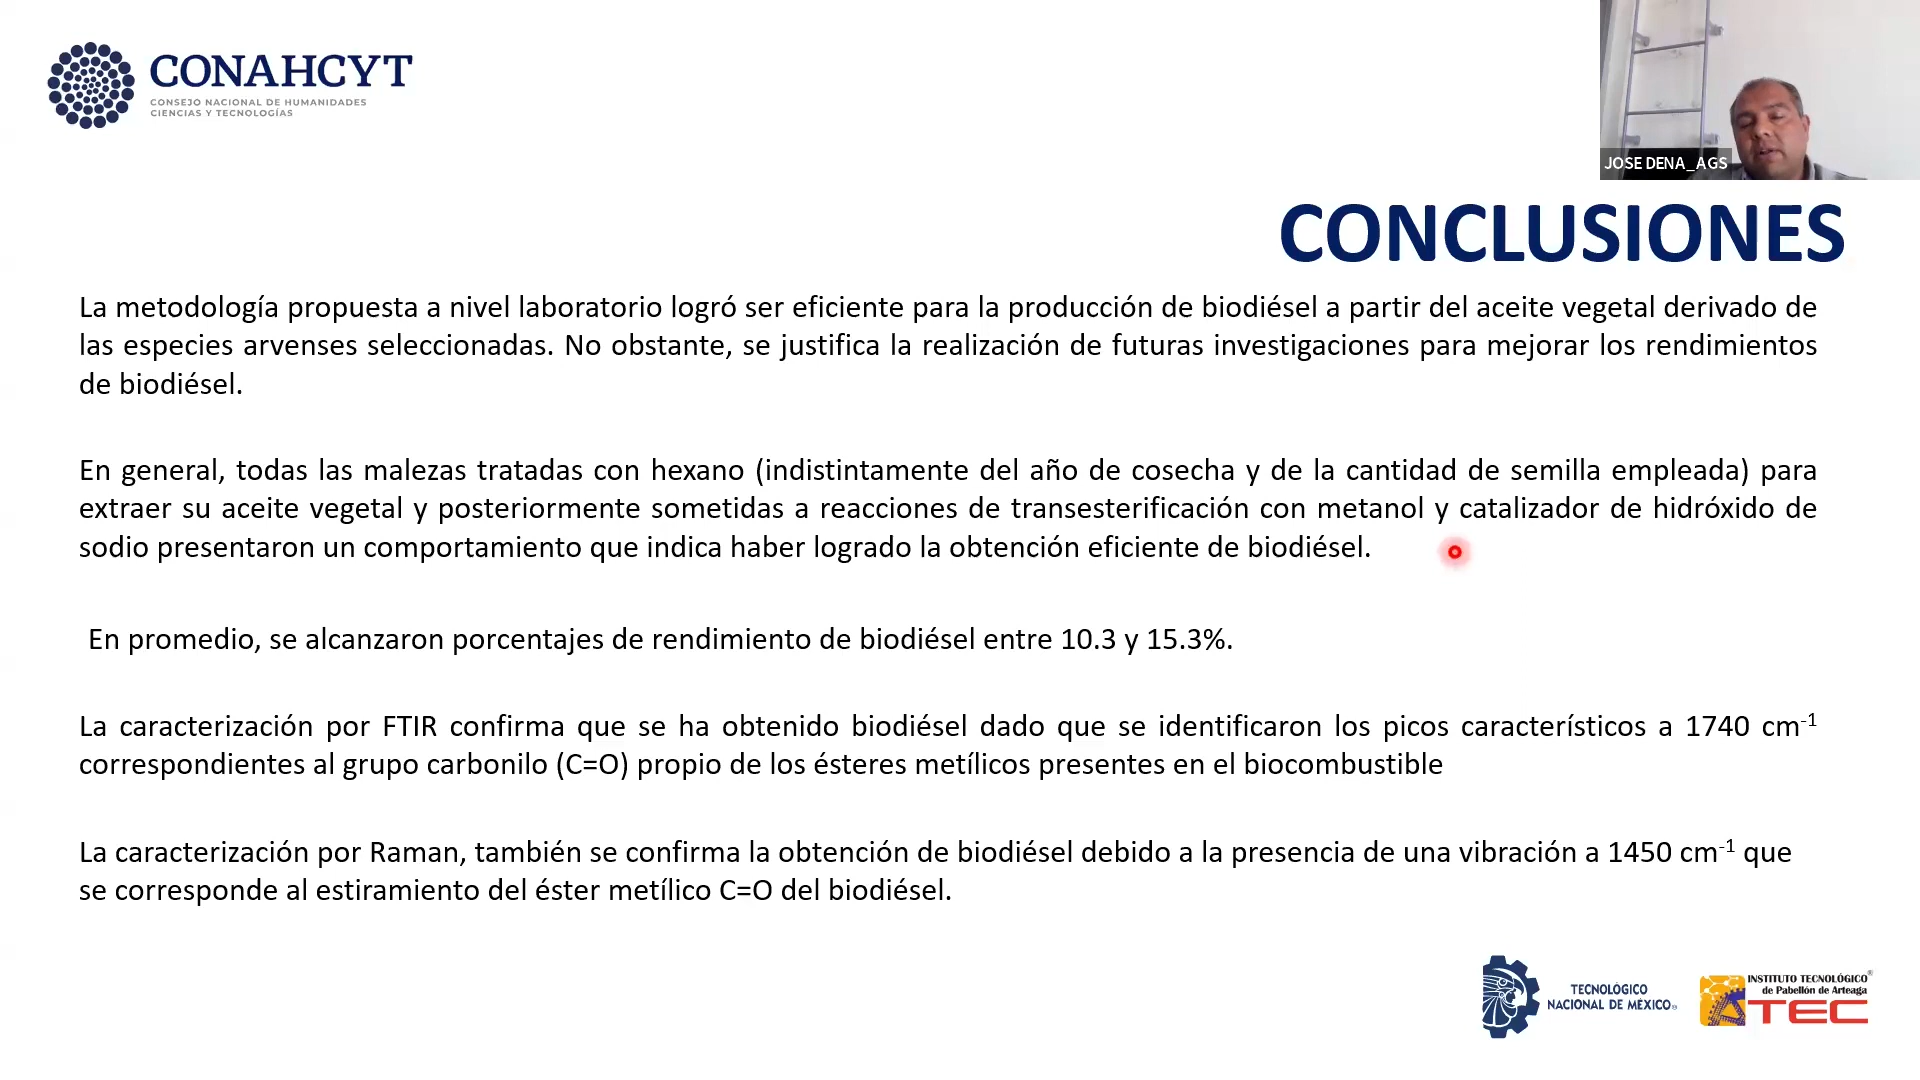 CONAHCYT
CONSEJO NACIONAL DE HUMANIDADES
CIENCIAS Y TECNOLOGÍAS
JOSE DENA_AGS
CONCLUSIONES
La metodología propuesta a nivel laboratorio logró ser eficiente para la producción de biodiésel a partir del aceite vegetal derivado de
las especies arvenses seleccionadas. No obstante, se justifica la realización de futuras investigaciones para mejorar los rendimientos
de biodiésel.
En general, todas las malezas tratadas con hexano (indistintamente del año de cosecha y de la cantidad de semilla empleada) para
extraer su aceite vegetal y posteriormente sometidas a reacciones de transesterificación con metanol y catalizador de hidróxido de
sodio presentaron un comportamiento que indica haber logrado la obtención eficiente de biodiésel.
En promedio, se alcanzaron porcentajes de rendimiento de biodiésel entre 10.3 y 15.3%.
La caracterización por FTIR confirma que se ha obtenido biodiésel dado que se identificaron los picos característicos a 1740 cm⁻¹
correspondientes al grupo carbonilo (C=O) propio de los ésteres metílicos presentes en el biocombustible
La caracterización por Raman, también se confirma la obtención de biodiésel debido a la presencia de una vibración a 1450 cm⁻¹ que
se corresponde al estiramiento del éster metílico C=O del biodiésel.
TECNOLÓGICO
NACIONAL DE MÉXICO®
INSTITUTO TECNOLÓGICO®
de Pabellón de Arteaga
TEC